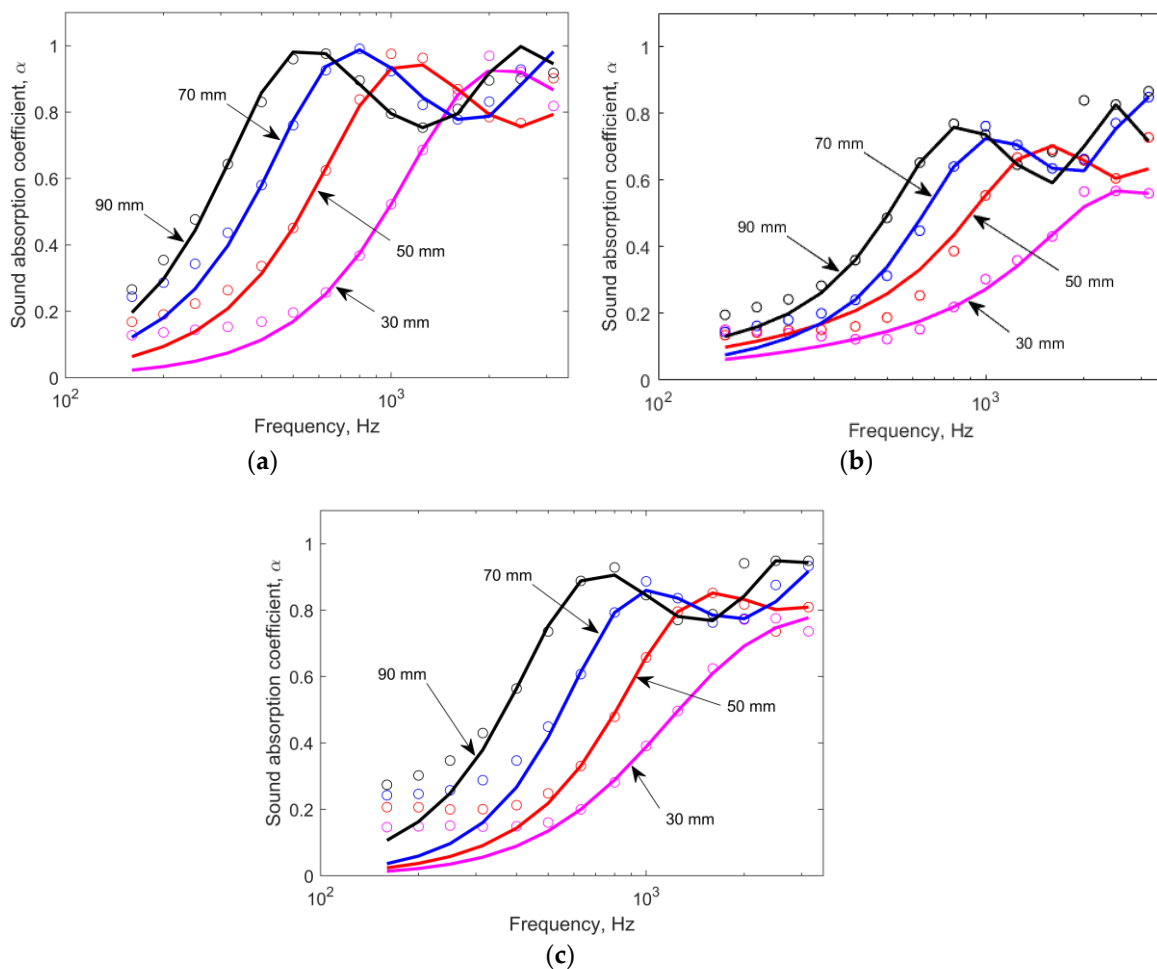 Sound absorption coefficient, α
1
0.8
0.6
0.4
0.2
0
70 mm
90 mm
50 mm
30 mm
10²
10³
Frequency, Hz
(a)
Sound absorption coefficient, α
1
0.8
0.6
0.4
0.2
0
70 mm
90 mm
50 mm
30 mm
10²
10³
Frequency, Hz
(b)
Sound absorption coefficient, α
1
0.8
0.6
0.4
0.2
0
70 mm
90 mm
50 mm
30 mm
10²
10³
Frequency, Hz
(c)